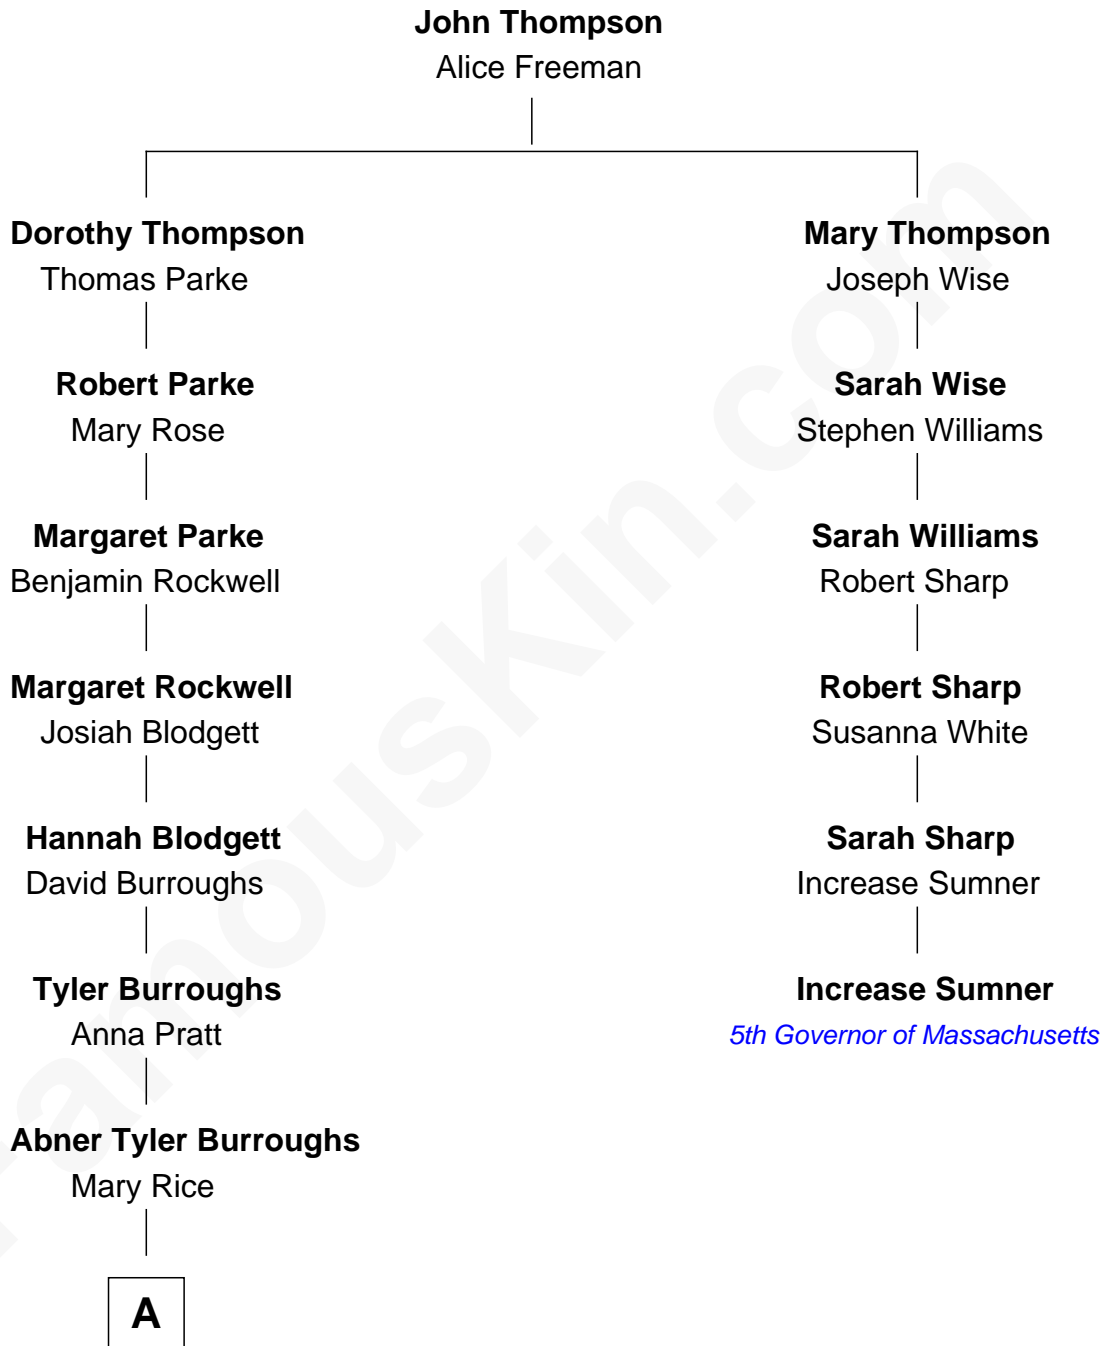 John Thompson
Alice Freeman
Dorothy Thompson
Thomas Parke
Robert Parke
Mary Rose
Margaret Parke
Benjamin Rockwell
Margaret Rockwell
Josiah Blodgett
Hannah Blodgett
David Burroughs
Tyler Burroughs
Anna Pratt
Abner Tyler Burroughs
Mary Rice
A
Mary Thompson
Joseph Wise
Sarah Wise
Stephen Williams
Sarah Williams
Robert Sharp
Robert Sharp
Susanna White
Sarah Sharp
Increase Sumner
Increase Sumner
5th Governor of Massachusetts
FamousKin.com